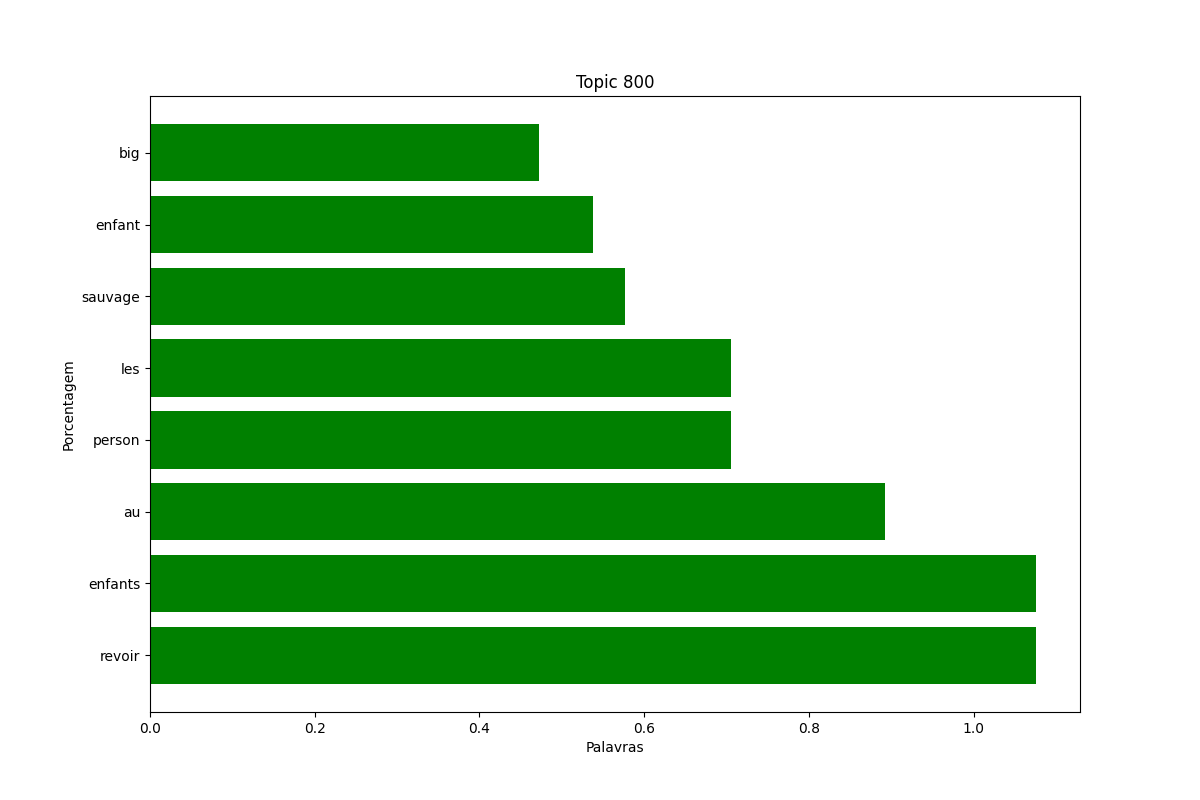 Topic 800
big
enfant
sauvage
les
person
au
enfants
revoir
Porcentagem
0.0 0.2 0.4 0.6 0.8 1.0
Palavras